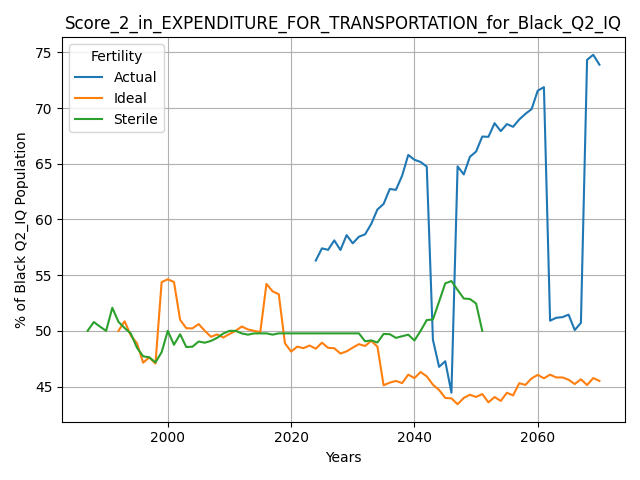 Score_2_in_EXPENDITURE_FOR_TRANSPORTATION_for_Black_Q2_IQ
Fertility
Actual
Ideal
Sterile
75
70
65
60
55
50
45
% of Black Q2_IQ Population
2000
2020
2040
2060
Years